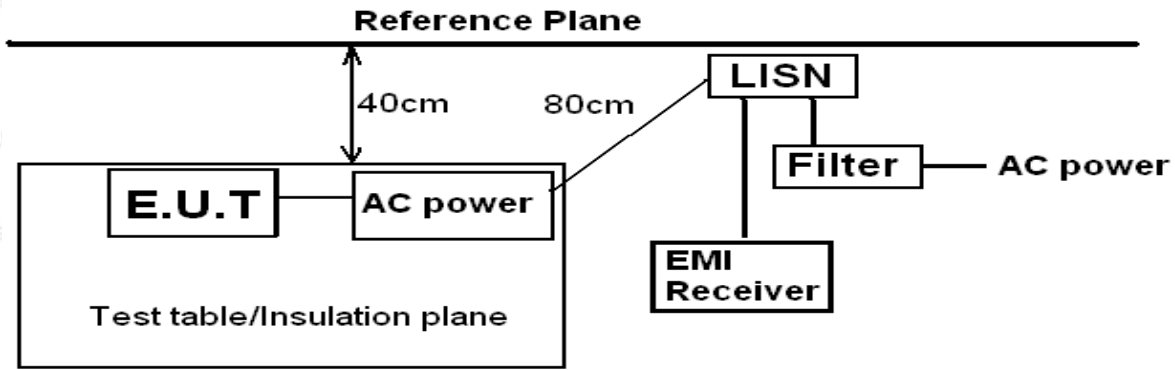 Reference Plane
40cm
80cm
LISN
Filter
AC power
E.U.T
AC power
EMI
Receiver
Test table/Insulation plane